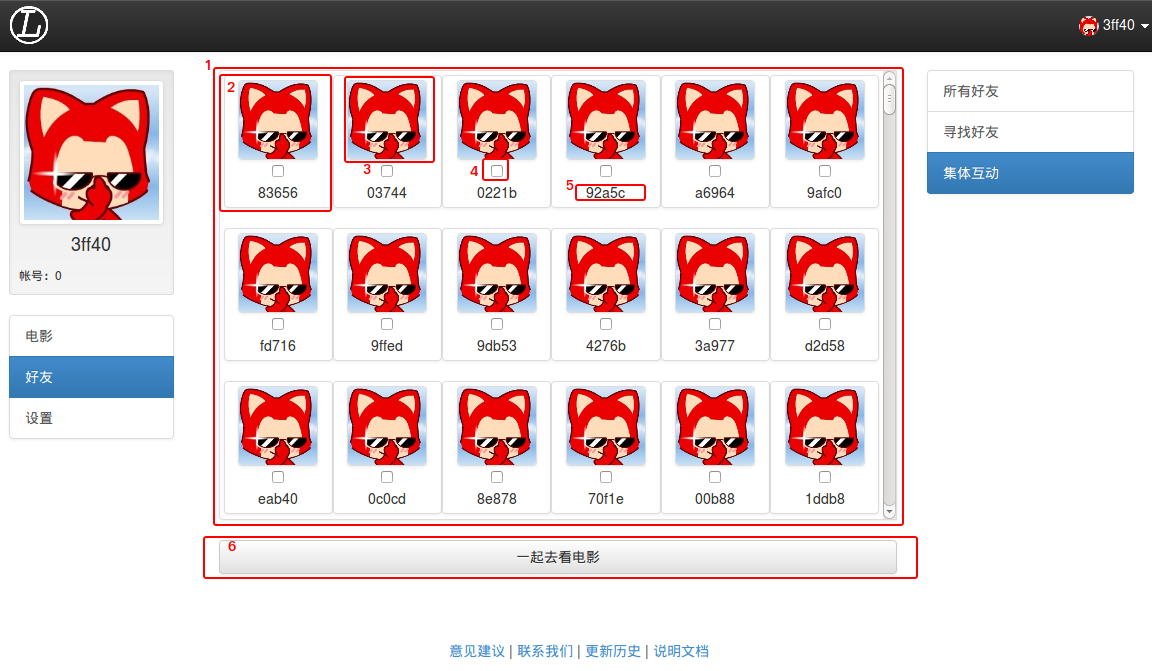 L
3ff40
3ff40
帐号：0
电影
好友
设置
1
2
3
4
5
83656
03744
0221b
92a5c
a6964
9afc0
fd716
9ffed
9db53
4276b
3a977
d2d58
eab40
0c0cd
8e878
70f1e
00b88
1ddb8
6
一起去看电影
所有好友
寻找好友
集体互动
意见建议 | 联系我们 | 更新历史 | 说明文档